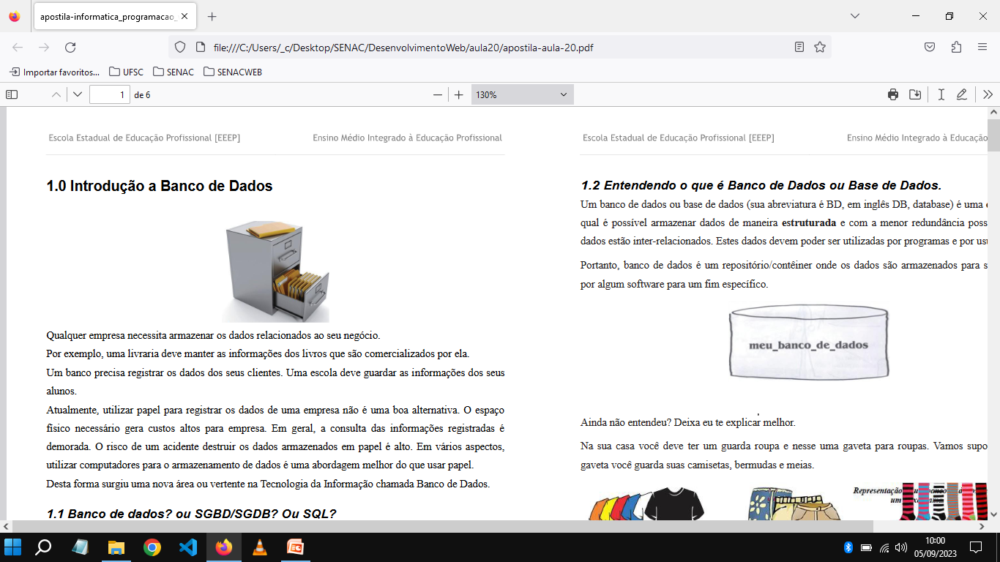 apostila-informatica_programacao_
file:///C:/Users/_c/Desktop/SENAC/DesenvolvimentoWeb/aula20/apostila-aula-20.pdf
Importar favoritos...
UFSC
SENAC
SENACWEB
1
de 6
130%
Escola Estadual de Educação Profissional [EEEP]
Ensino Médio Integrado à Educação Profissional
1.0 Introdução a Banco de Dados
Qualquer empresa necessita armazenar os dados relacionados ao seu negócio.
Por exemplo, uma livraria deve manter as informações dos livros que são comercializados por ela.
Um banco precisa registrar os dados dos seus clientes. Uma escola deve guardar as informações dos seus
alunos.
Atualmente, utilizar papel para registrar os dados de uma empresa não é uma boa alternativa. O espaço
físico necessário gera custos altos para empresa. Em geral, a consulta das informações registradas é
demorada. O risco de um acidente destruir os dados armazenados em papel é alto. Em vários aspectos,
utilizar computadores para o armazenamento de dados é uma abordagem melhor do que usar papel.
Desta forma surgiu uma nova área ou vertente na Tecnologia da Informação chamada Banco de Dados.
1.1 Banco de dados? ou SGBD/SGDB? Ou SQL?
Escola Estadual de Educação Profissional [EEEP]
Ensino Médio Integrado à Educação
1.2 Entendendo o que é Banco de Dados ou Base de Dados.
Um banco de dados ou base de dados (sua abreviatura é BD, em inglês DB, database) é uma
qual é possível armazenar dados de maneira estruturada e com a menor redundância poss
dados estão inter-relacionados. Estes dados devem poder ser utilizadas por programas e por usu
Portanto, banco de dados é um repositório/contêiner onde os dados são armazenados para s
por algum software para um fim específico.
meu_banco_de_dados
Ainda não entendeu? Deixa eu te explicar melhor.
Na sua casa você deve ter um guarda roupa e nesse uma gaveta para roupas. Vamos supo
gaveta você guarda suas camisetas, bermudas e meias.
Representação
um
10:00
05/09/2023